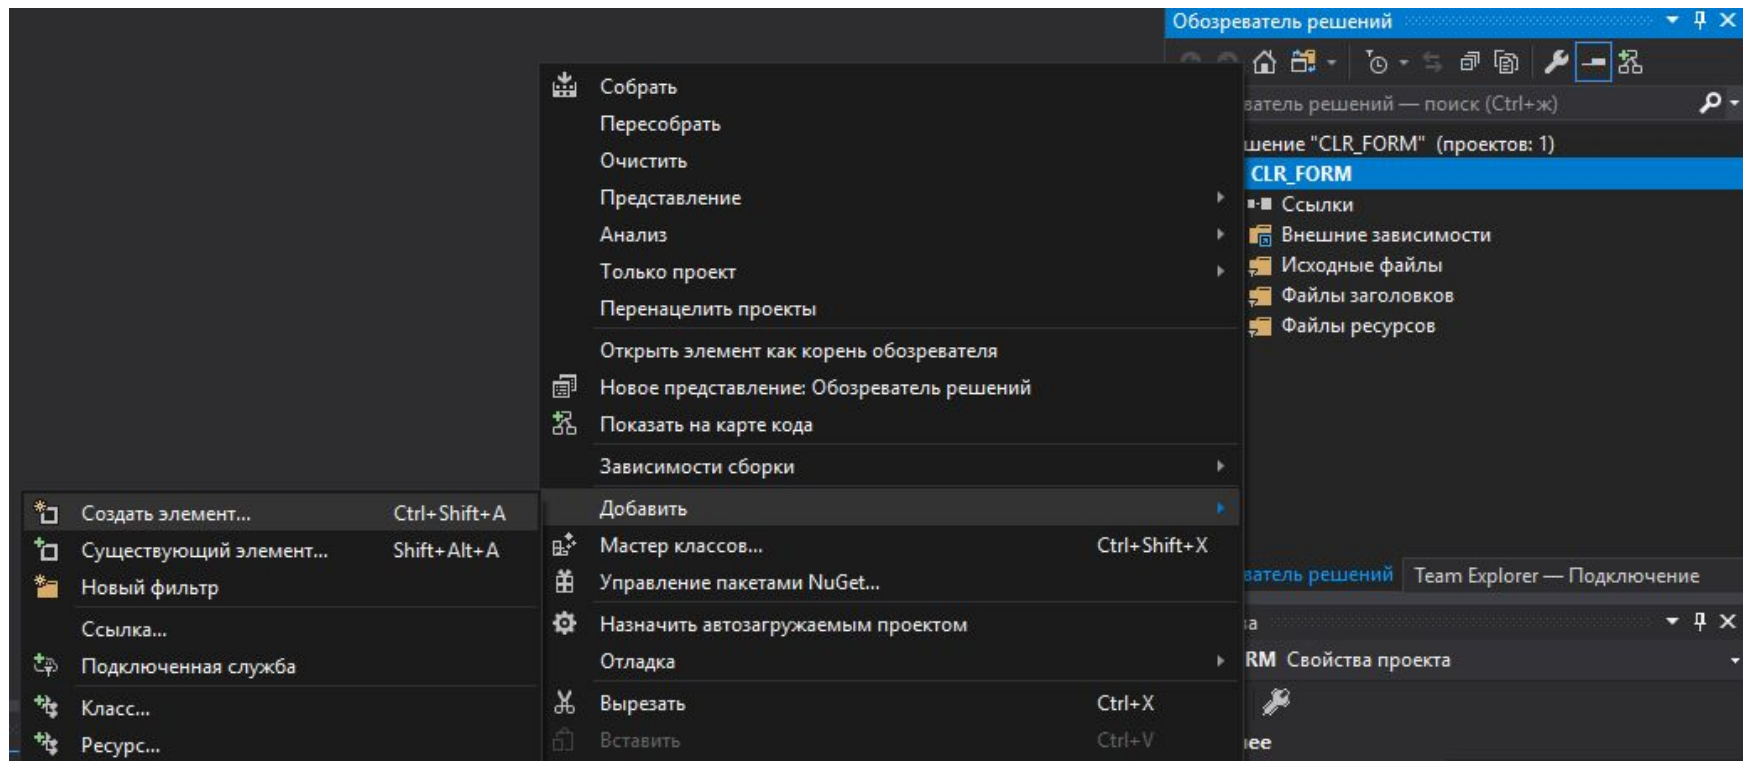 Обозреватель решений
ватель решений — поиск (Ctrl+ж)
шение "CLR_FORM" (проектов: 1)
CLR_FORM
Ссылки
Внешние зависимости
Исходные файлы
Файлы заголовков
Файлы ресурсов
Собрать
Пересобрать
Очистить
Представление
Анализ
Только проект
Перенацелить проекты
Открыть элемент как корень обозревателя
Новое представление: Обозреватель решений
Показать на карте кода
Зависимости сборки
Добавить
Мастер классов... Ctrl+Shift+X
Управление пакетами NuGet...
Назначить автозагружаемым проектом
Отладка
Вырезать Ctrl+X
Вставить Ctrl+V
Создать элемент... Ctrl+Shift+A
Существующий элемент... Shift+Alt+A
Новый фильтр
Ссылка...
Подключенная служба
Класс...
Ресурс...
ватель решений Team Explorer — Подключение
ва
RM Свойства проекта
ее